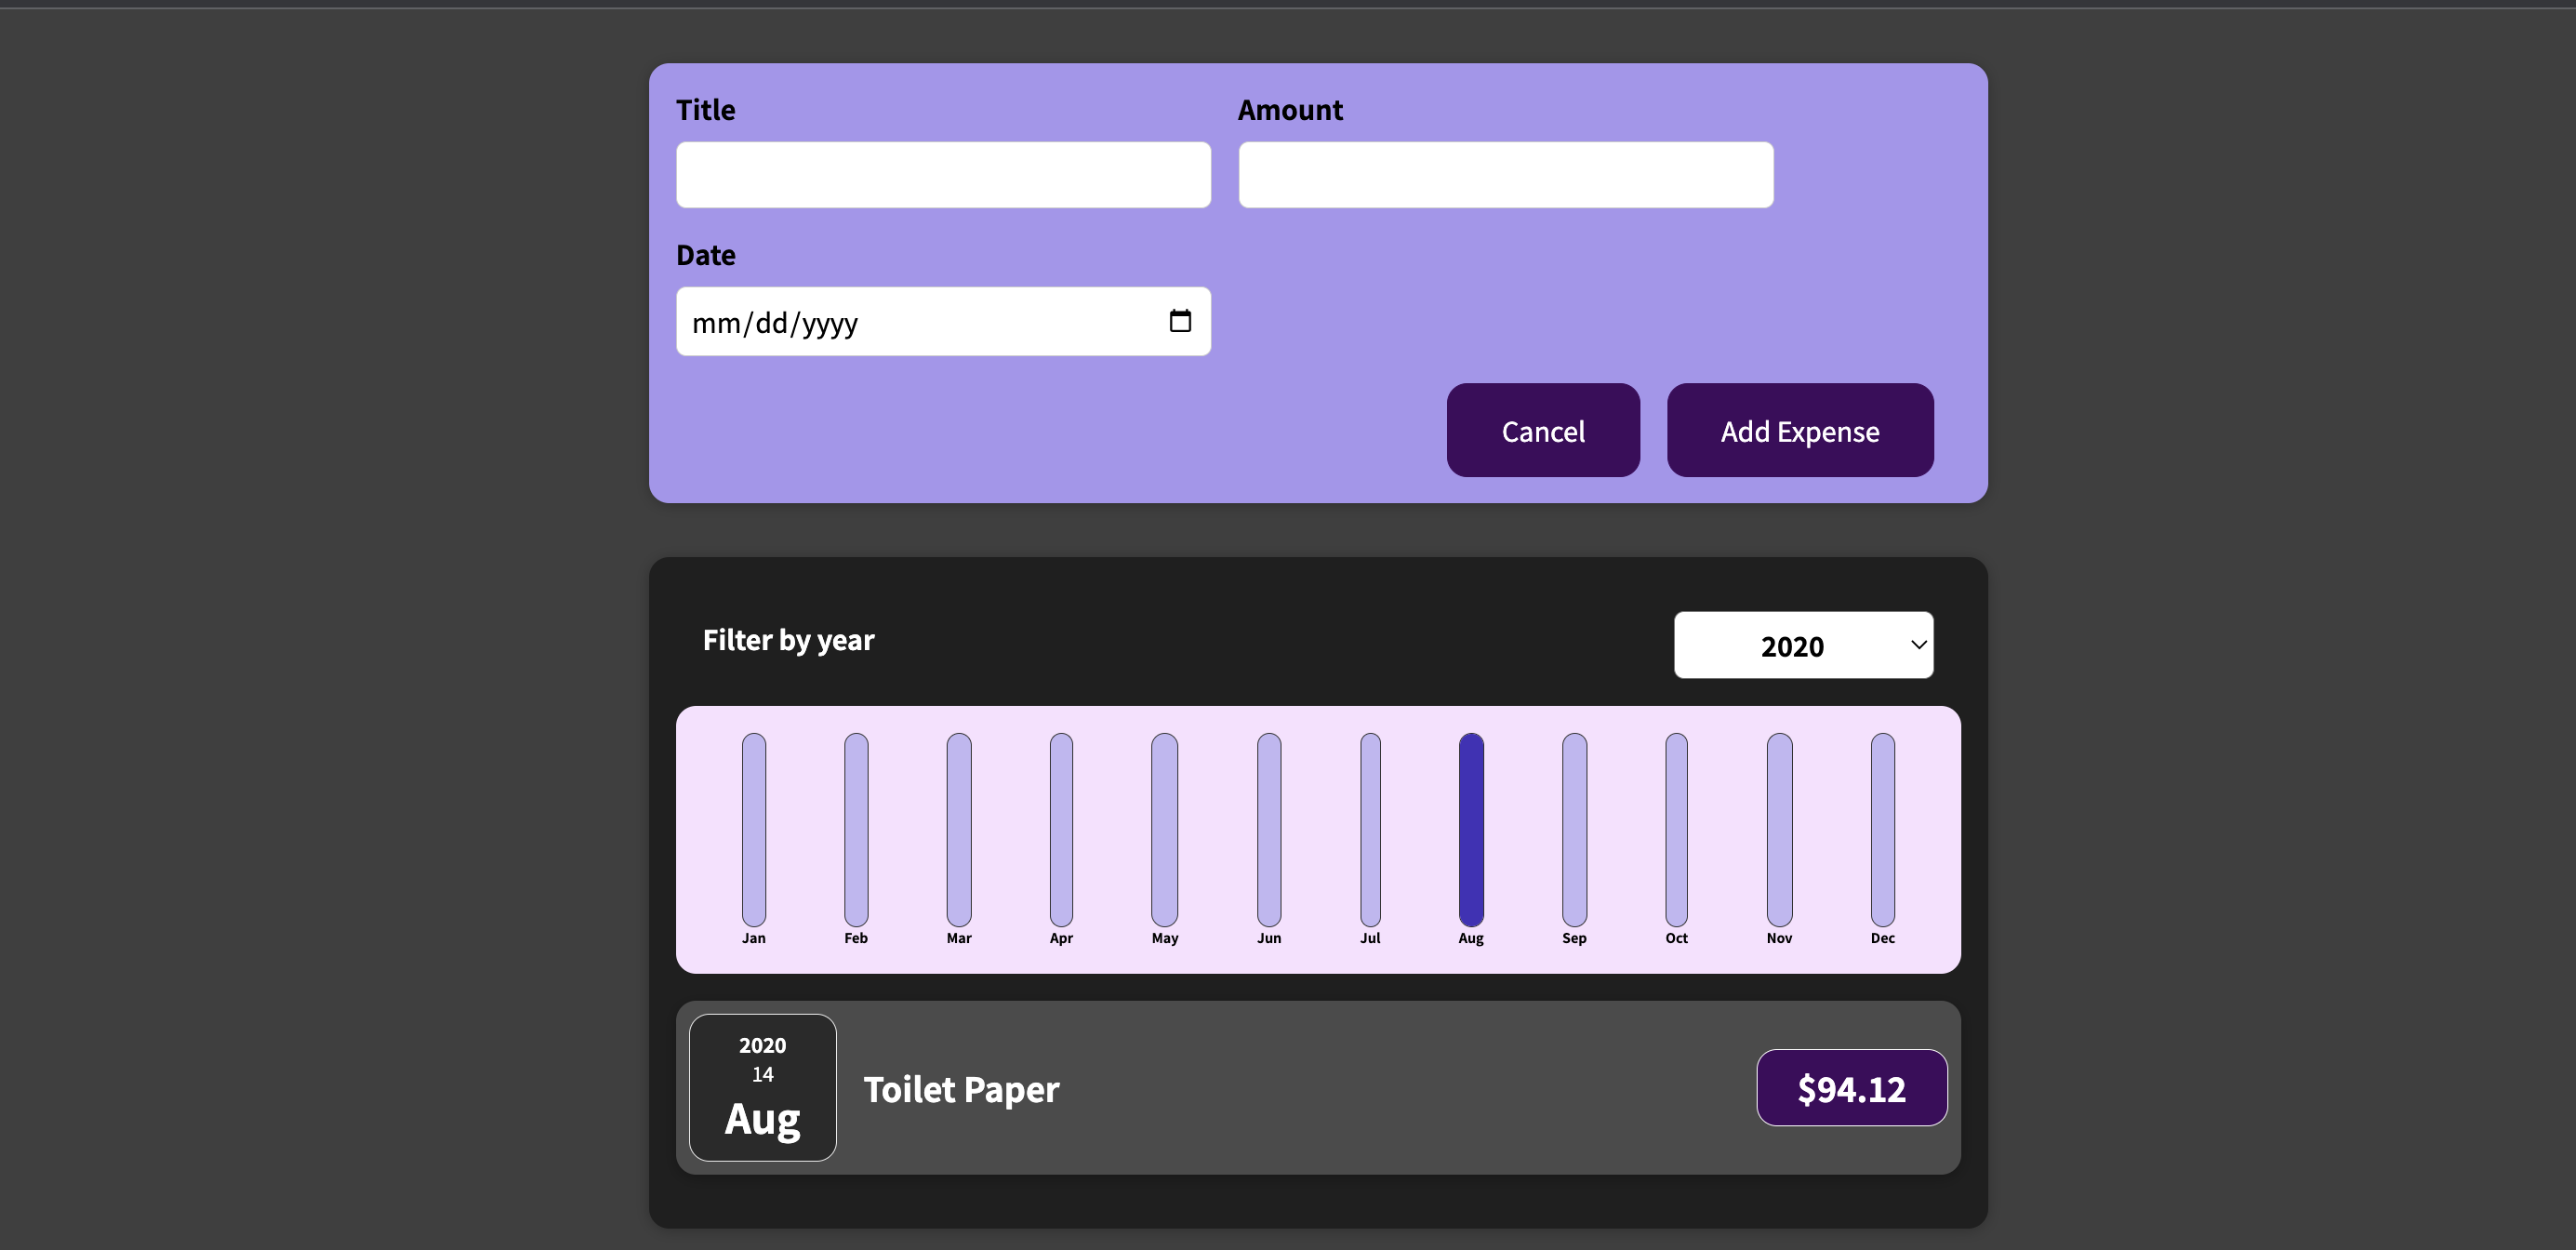 Title
Amount
Date
mm/dd/yyyy
Cancel
Add Expense
Filter by year
2020
Jan
Feb
Mar
Apr
May
Jun
Jul
Aug
Sep
Oct
Nov
Dec
2020
14
Aug
Toilet Paper
$94.12